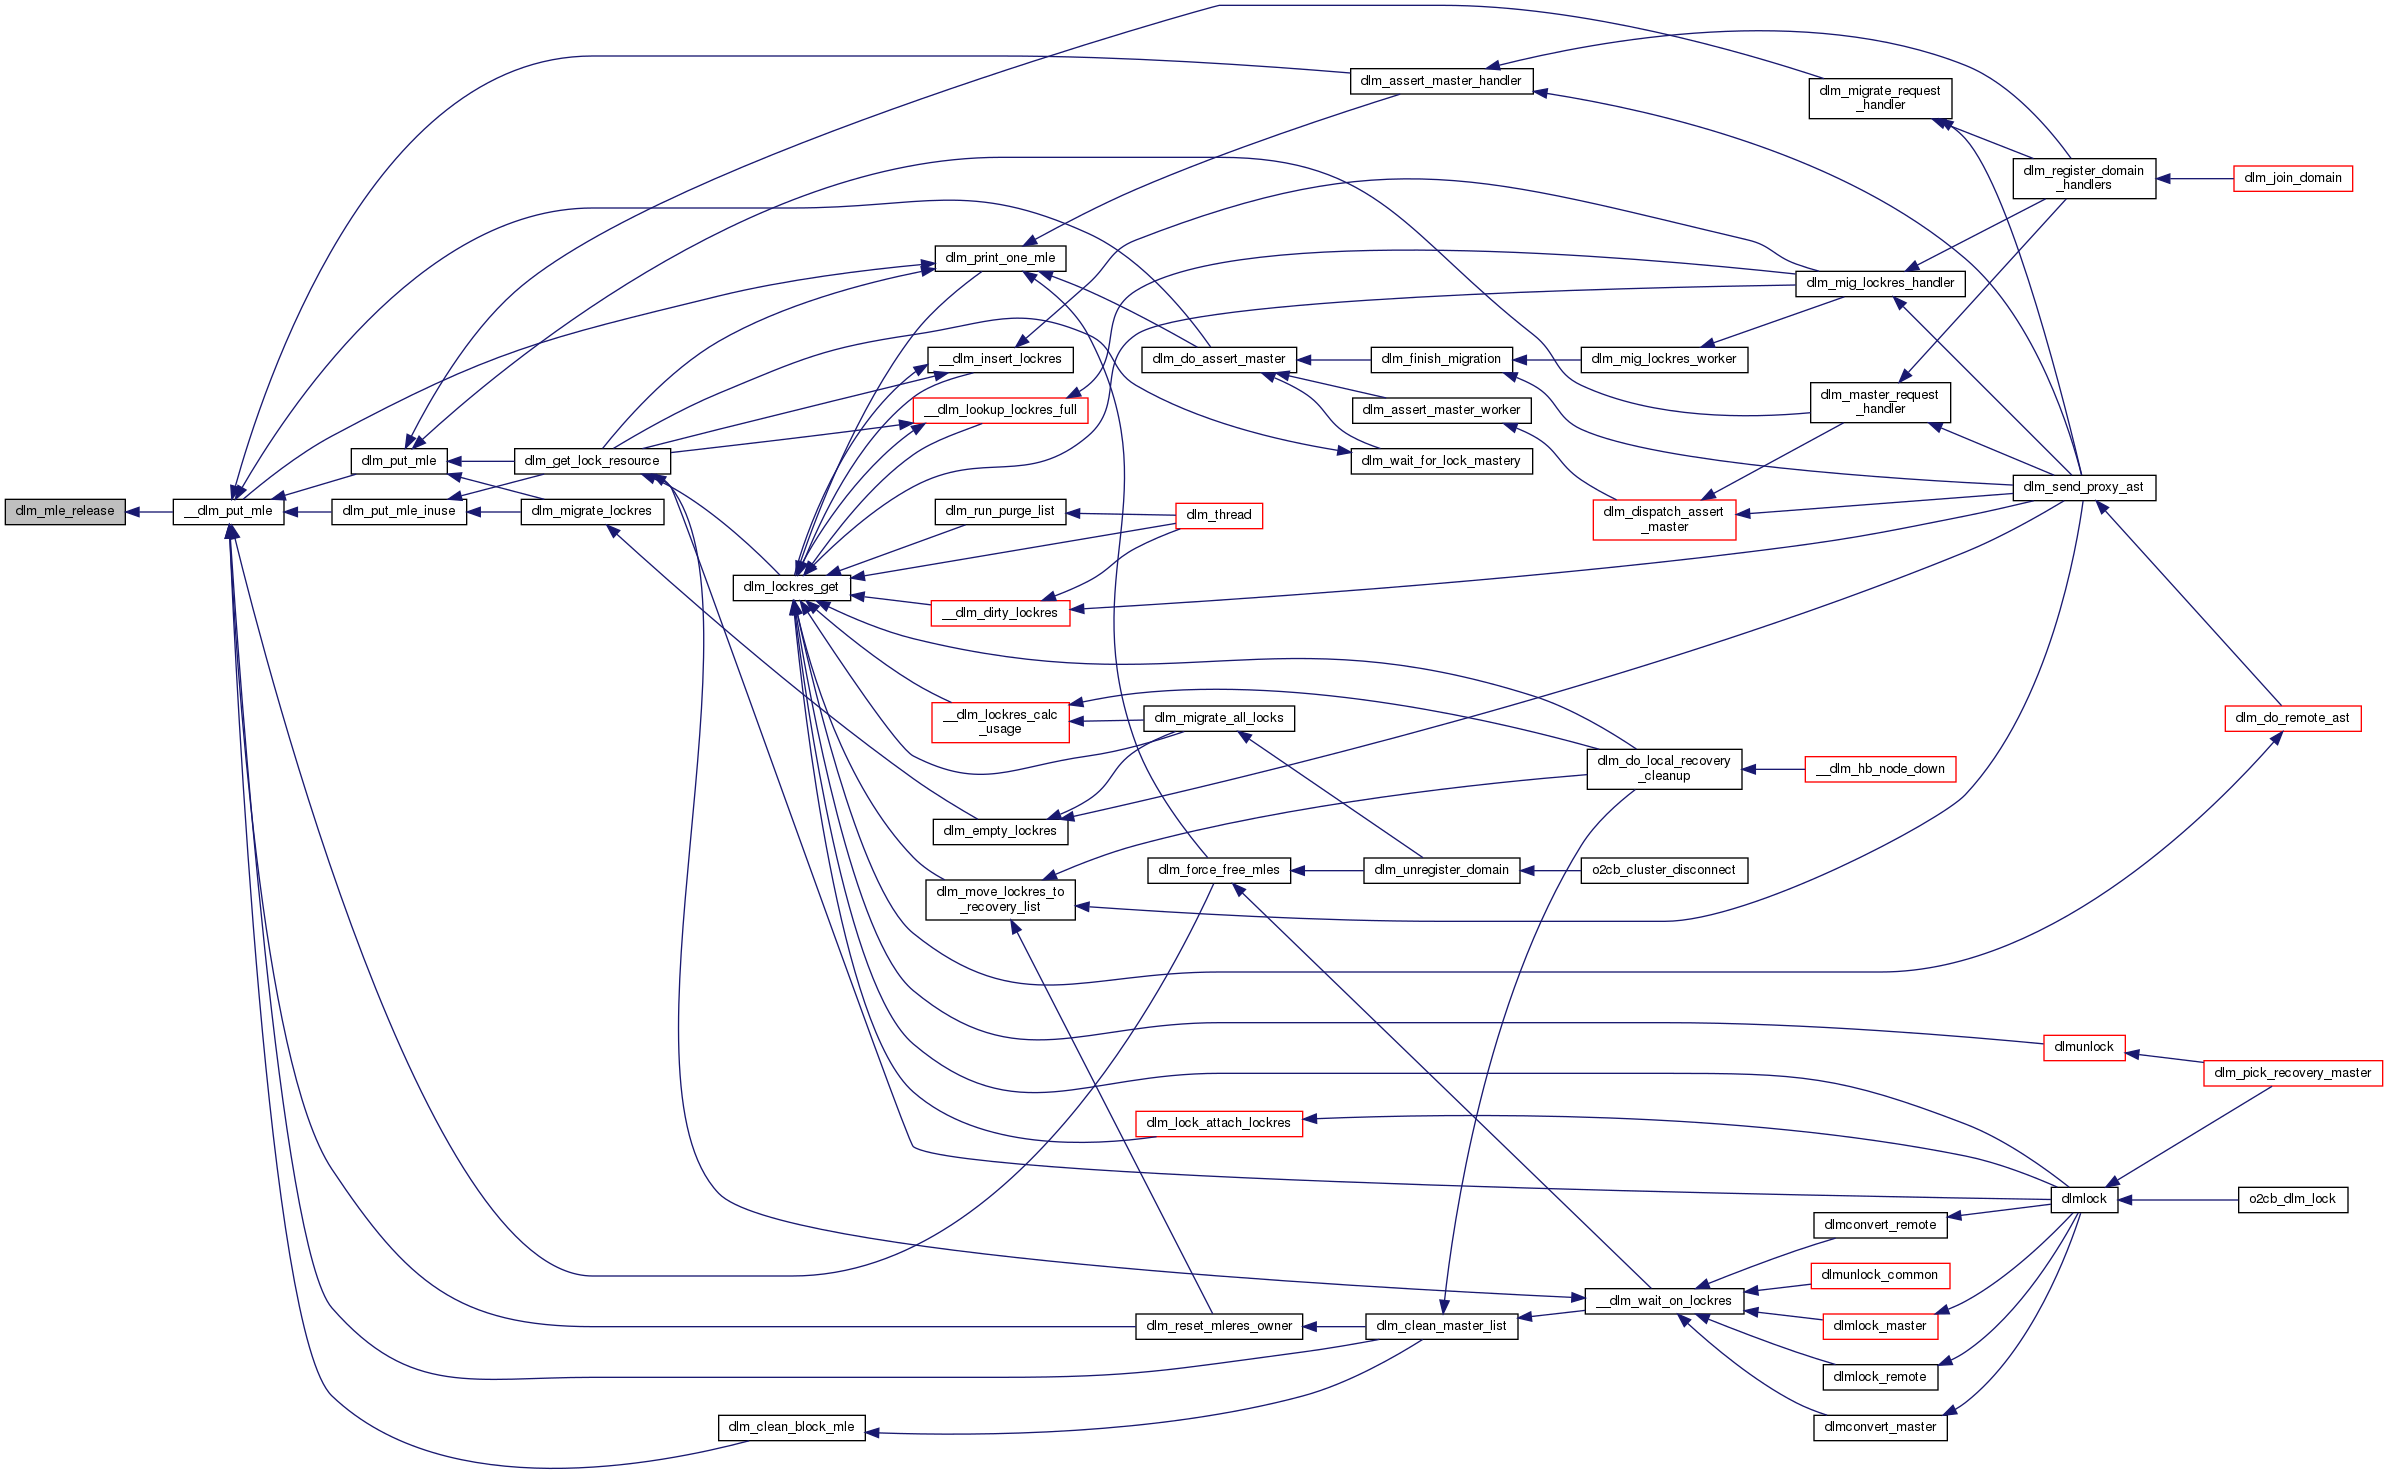 dlm_mle_release
__dlm_put_mle
dlm_put_mle
dlm_put_mle_inuse
dlm_get_lock_resource
dlm_migrate_lockres
dlm_lockres_get
dlm_clean_block_mle
dlm_print_one_mle
__dlm_insert_lockres
__dlm_lookup_lockres_full
dlm_run_purge_list
__dlm_dirty_lockres
__dlm_lockres_calc
_usage
dlm_empty_lockres
dlm_move_lockres_to
_recovery_list
dlm_do_assert_master
dlm_thread
dlm_migrate_all_locks
dlm_force_free_mles
dlm_lock_attach_lockres
dlm_reset_mleres_owner
dlm_assert_master_handler
dlm_finish_migration
dlm_assert_master_worker
dlm_wait_for_lock_mastery
dlm_unregister_domain
dlm_clean_master_list
dlm_mig_lockres_worker
dlm_dispatch_assert
_master
dlm_do_local_recovery
_cleanup
o2cb_cluster_disconnect
__dlm_wait_on_lockres
dlm_migrate_request
_handler
dlm_mig_lockres_handler
dlm_master_request
_handler
__dlm_hb_node_down
dlmconvert_remote
dlmunlock_common
dlmlock_master
dlmlock_remote
dlmconvert_master
dlm_register_domain
_handlers
dlm_send_proxy_ast
dlmunlock
dlmlock
dlm_join_domain
dlm_do_remote_ast
dlm_pick_recovery_master
o2cb_dlm_lock